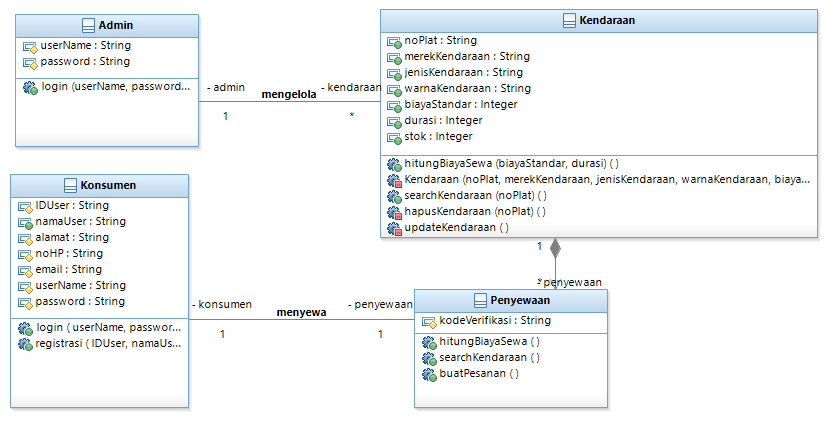 Admin
userName : String
password : String
login (userName, password...
- admin
1
mengelola
- kendaraan
*
Kendaraan
noPlat : String
merekKendaraan : String
jenisKendaraan : String
warnaKendaraan : String
biayaStandar : Integer
durasi : Integer
stok : Integer
hitungBiayaSewa (biayaStandar, durasi) ( )
Kendaraan (noPlat, merekKendaraan, jenisKendaraan, warnaKendaraan, biaya...
searchKendaraan (noPlat) ( )
hapusKendaraan (noPlat) ( )
updateKendaraan ( )
1
* - penyewaan
Konsumen
IDUser : String
namaUser : String
alamat : String
noHP : String
email : String
userName : String
password : String
login ( userName, passwor...
registrasi ( IDUser, namaUs...
- konsumen
1
menyewa
- penyewaan
1
Penyewaan
kodeVerifikasi : String
hitungBiayaSewa ( )
searchKendaraan ( )
buatPesanan ( )